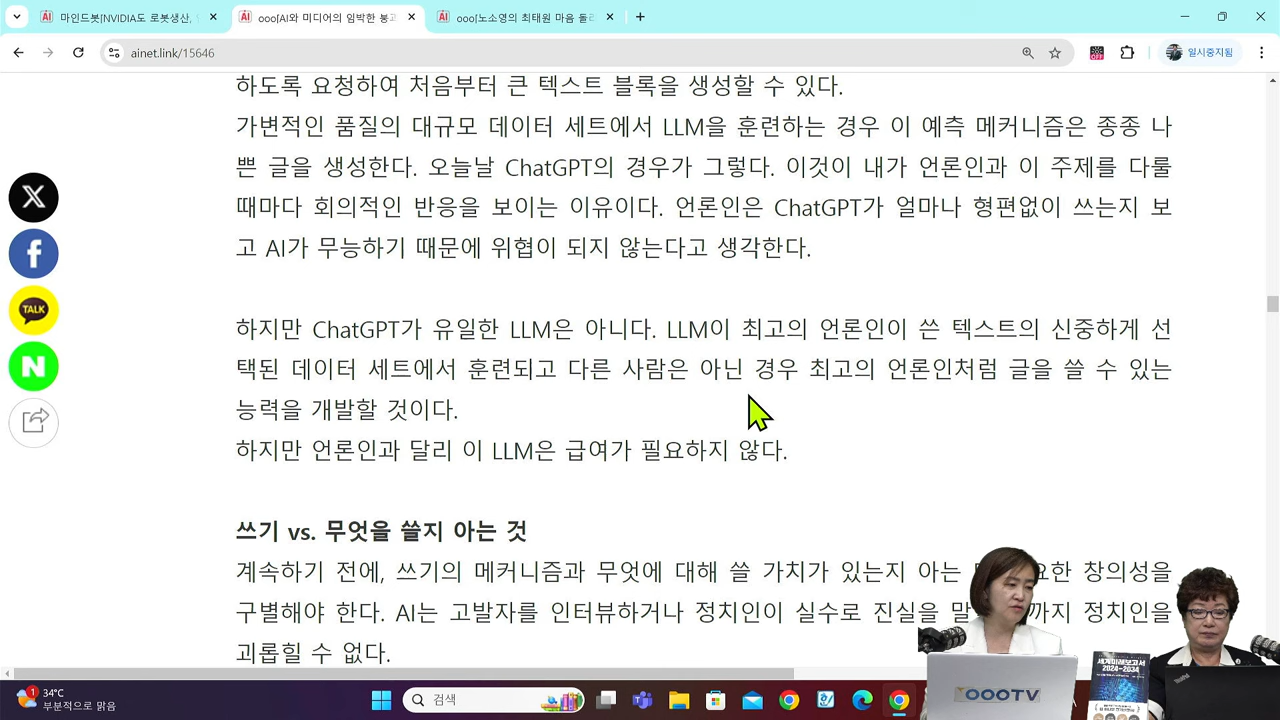 마인드봇[NVIDIA도 로봇생산,
ooo[AI와 미디어의 임박한 붕괴
ooo[노소영의 최태원 마음 돌리
ainet.link/15646
OFF
일시중지됨
하도록 요청하여 처음부터 큰 텍스트 블록을 생성할 수 있다.
가변적인 품질의 대규모 데이터 세트에서 LLM을 훈련하는 경우 이 예측 메커니즘은 종종 나
쁜 글을 생성한다. 오늘날 ChatGPT의 경우가 그렇다. 이것이 내가 언론인과 이 주제를 다룰
때마다 회의적인 반응을 보이는 이유이다. 언론인은 ChatGPT가 얼마나 형편없이 쓰는지 보
고 AI가 무능하기 때문에 위협이 되지 않는다고 생각한다.
TALK
N
하지만 ChatGPT가 유일한 LLM은 아니다. LLM이 최고의 언론인이 쓴 텍스트의 신중하게 선
택된 데이터 세트에서 훈련되고 다른 사람은 아닌 경우 최고의 언론인처럼 글을 쓸 수 있는
능력을 개발할 것이다.
하지만 언론인과 달리 이 LLM은 급여가 필요하지 않다.
쓰기 vs. 무엇을 쓸지 아는 것
계속하기 전에, 쓰기의 메커니즘과 무엇에 대해 쓸 가치가 있는지 아는 한 창의성을
구별해야 한다. AI는 고발자를 인터뷰하거나 정치인이 실수로 진실을 말 까지 정치인을
괴롭힐 수 없다.
세계미래보고서
2024-2034
OOOTV
ThinkPad
1
34℃
부분적으로 맑음
검색